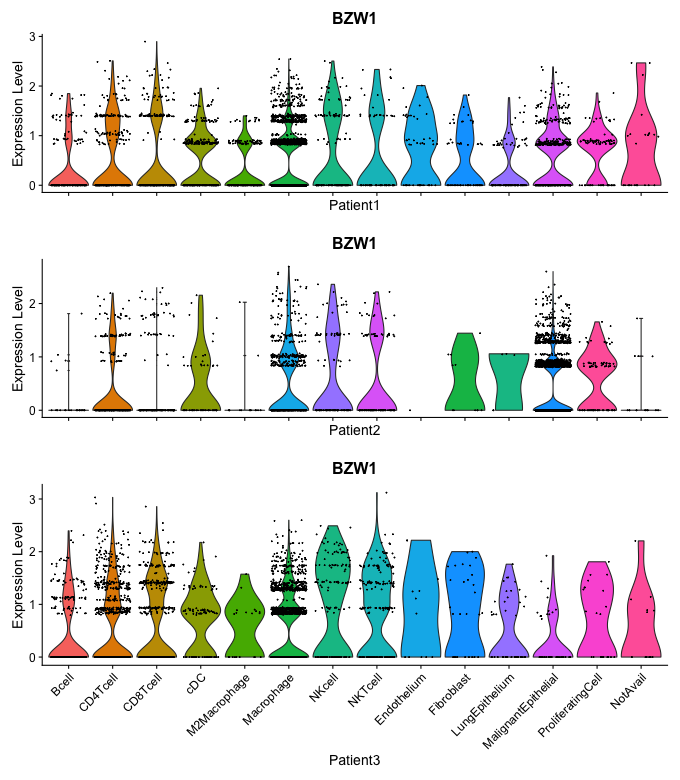 BZW1
Expression Level
3
2
1
0
Patient1
BZW1
Expression Level
2
1
0
Patient2
BZW1
Expression Level
3
2
1
0
Bcell
CD4Tcell
CD8Tcell
cDC
M2Macrophage
Macrophage
NKcell
NKTcell
Endothelium
Fibroblast
LungEpithelium
MalignantEpithelial
ProliferatingCell
NotAvail
Patient3